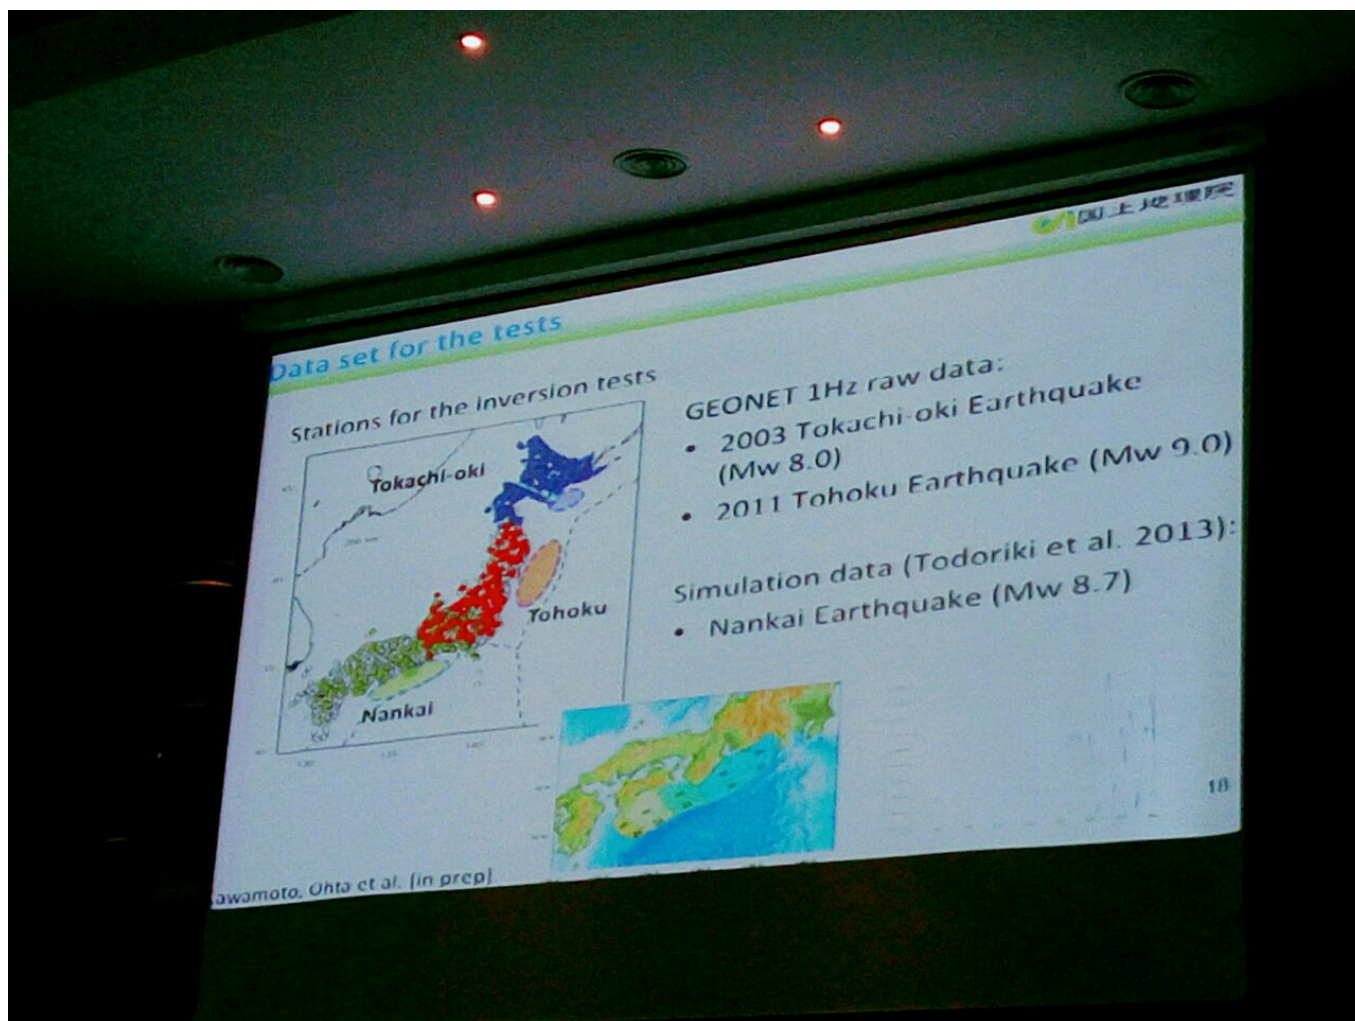 国土地理院
Data set for the tests
Stations for the inversion tests
Tokachi-oki
Tohoku
Nankai
GEONET 1Hz raw data:
• 2003 Tokachi-oki Earthquake
(Mw 8.0)
• 2011 Tohoku Earthquake (Mw 9.0)
Simulation data (Todoriki et al. 2013):
• Nankai Earthquake (Mw 8.7)
18
awamoto, Ohta et al. [in prep]